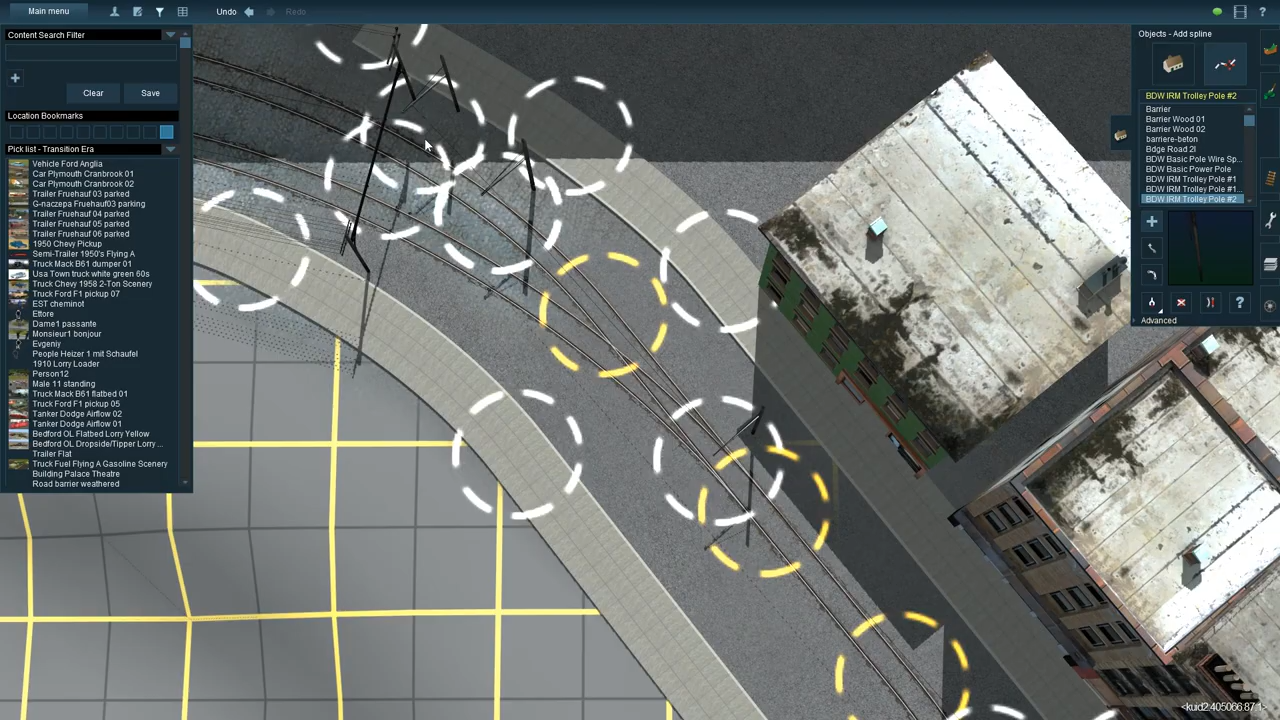 Main menu
Undo
Redo
Content Search Filter
Clear
Save
Location Bookmarks
Pick list - Transition Era
Vehicle Ford Anglia
Car Plymouth Cranbrook 01
Car Plymouth Cranbrook 02
Trailer Fruehauf 03 parked
G-naczepa Fruehauf03 parking
Trailer Fruehauf 04 parked
Trailer Fruehauf 05 parked
Trailer Fruehauf 06 parked
1950 Chevy Pickup
Semi-Trailer 1950's Flying A
Truck Mack B61 dumper 01
Usa Town truck white green 60s
Truck Chevy 1958 2-Ton Scenery
Truck Ford F1 pickup 07
EST cheminot
Ettore
Dame1 passante
Monsieur1 bonjour
Evgeniy
People Heizer 1 mit Schaufel
1910 Lorry Loader
Person12
Male 11 standing
Truck Mack B61 flatbed 01
Truck Ford F1 pickup 05
Tanker Dodge Airflow 02
Tanker Dodge Airflow 01
Bedford OL Flatbed Lorry Yellow
Bedford OL Dropside/Tipper Lorry ...
Trailer Flat
Truck Fuel Flying A Gasoline Scenery
Building Palace Theatre
Road barrier weathered
Objects - Add spline
BDW IRM Trolley Pole #2
Barrier
Barrier Wood 01
Barrier Wood 02
barriere-beton
Bdge Road 2l
BDW Basic Pole Wire Sp...
BDW Basic Power Pole
BDW IRM Trolley Pole #1
BDW IRM Trolley Pole #1...
BDW IRM Trolley Pole #2
Advanced
<kuid2:405066:87:1>